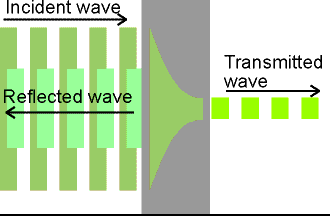 Incident wave
Transmitted
wave
Reflected wave